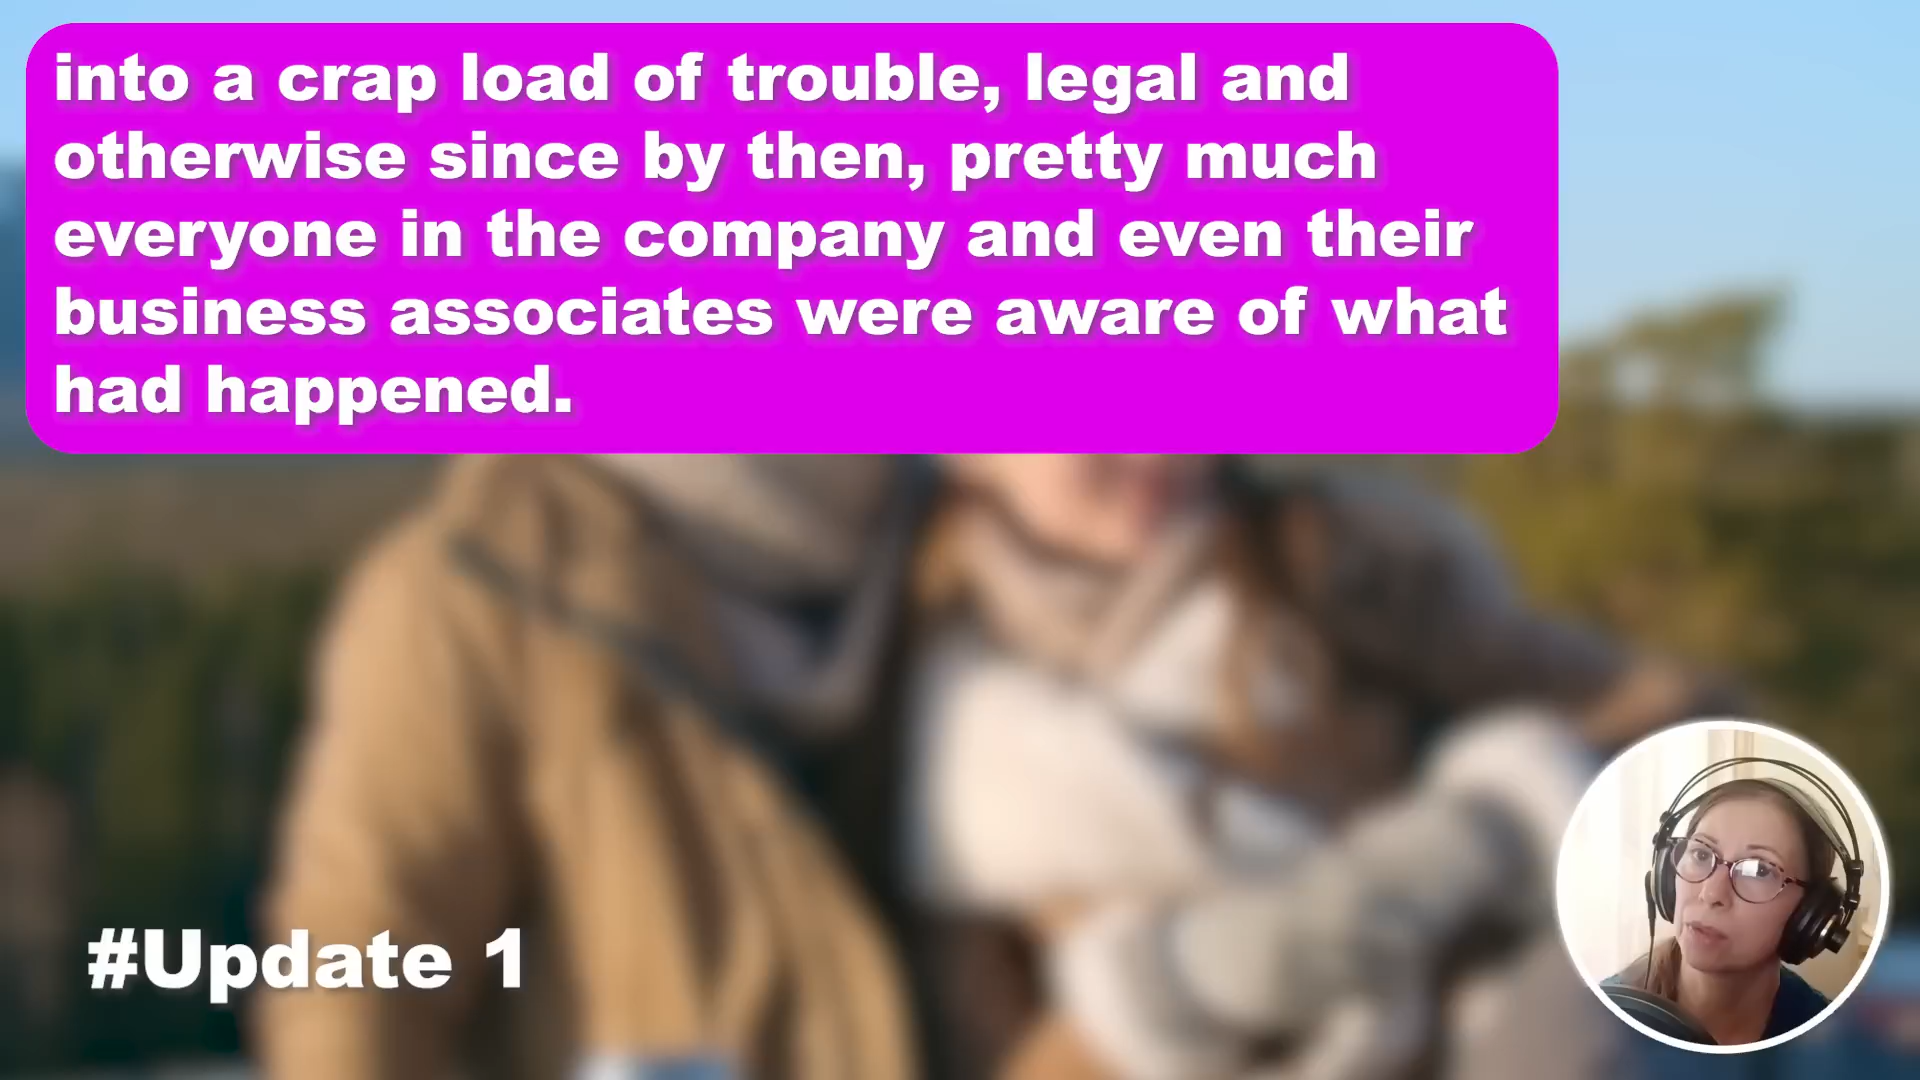 into a crap load of trouble, legal and
otherwise since by then, pretty much
everyone in the company and even their
business associates were aware of what
had happened.
#Update 1